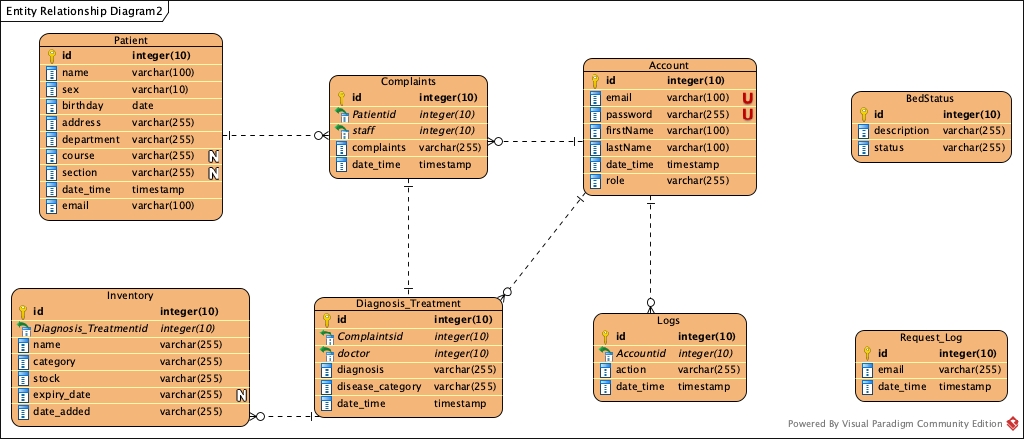 Entity Relationship Diagram2
Patient
id integer(10)
name varchar(100)
sex varchar(10)
birthday date
address varchar(255)
department varchar(255)
course varchar(255) N
section varchar(255) N
date_time timestamp
email varchar(100)
Complaints
id integer(10)
Patientid integer(10)
staff integer(10)
complaints varchar(255)
date_time timestamp
Account
id integer(10)
email varchar(100) U
password varchar(255) U
firstName varchar(100)
lastName varchar(100)
date_time timestamp
role varchar(255)
BedStatus
id integer(10)
description varchar(255)
status varchar(255)
Inventory
id integer(10)
Diagnosis_Treatmentid integer(10)
name varchar(255)
category varchar(255)
stock varchar(255)
expiry_date varchar(255) N
date_added varchar(255)
Diagnosis_Treatment
id integer(10)
Complaintsid integer(10)
doctor integer(10)
diagnosis varchar(255)
disease_category varchar(255)
date_time timestamp
Logs
id integer(10)
Accountid integer(10)
action varchar(255)
date_time timestamp
Request_Log
id integer(10)
email varchar(255)
date_time timestamp
Powered By Visual Paradigm Community Edition